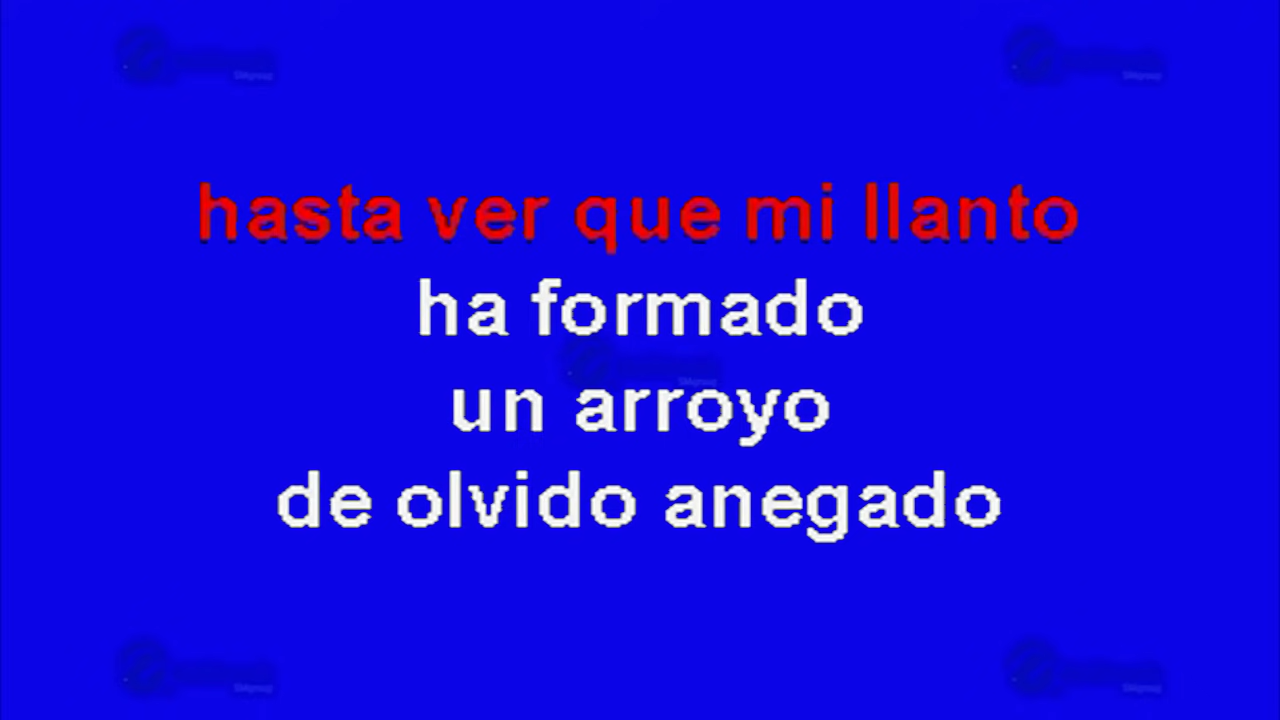 hasta ver que mi llanto
ha formado
un arroyo
de olvido anegado